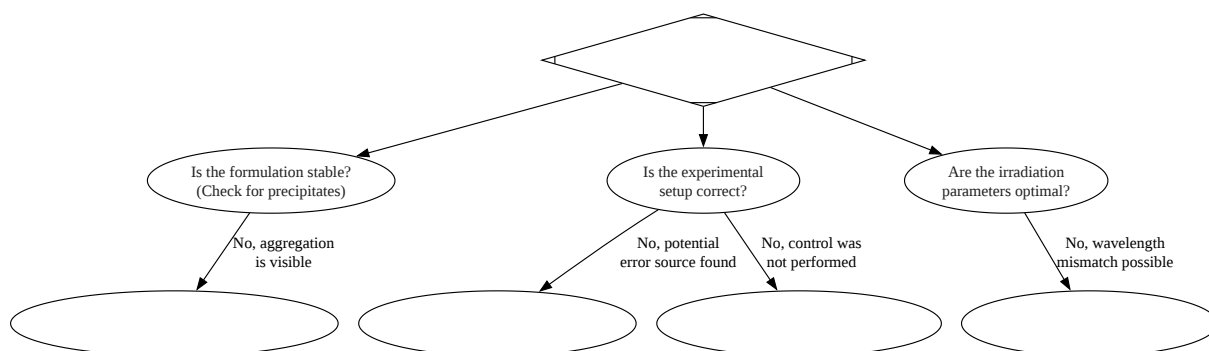 Is the formulation stable?
(Check for precipitates)
Is the experimental
setup correct?
Are the irradiation
parameters optimal?
No, aggregation
is visible
No, potential
error source found
No, control was
not performed
No, wavelength
mismatch possible